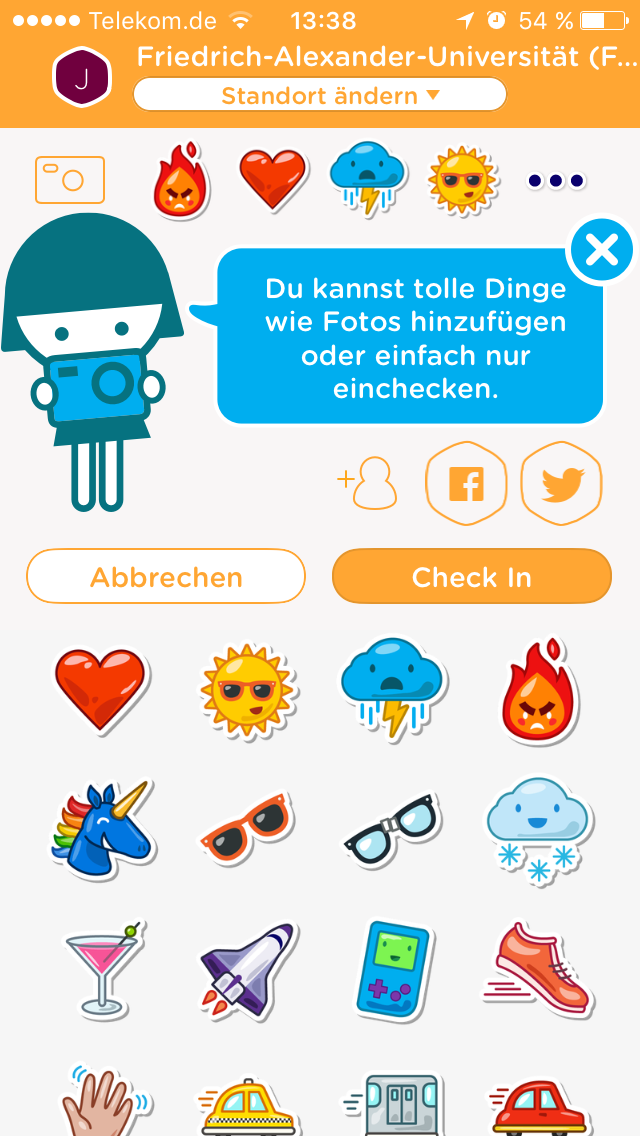 Telekom.de 13:38 54 %
J
Friedrich-Alexander-Universität (F...
Standort ändern
Du kannst tolle Dinge
wie Fotos hinzufügen
oder einfach nur
einchecken.
Abbrechen
Check In